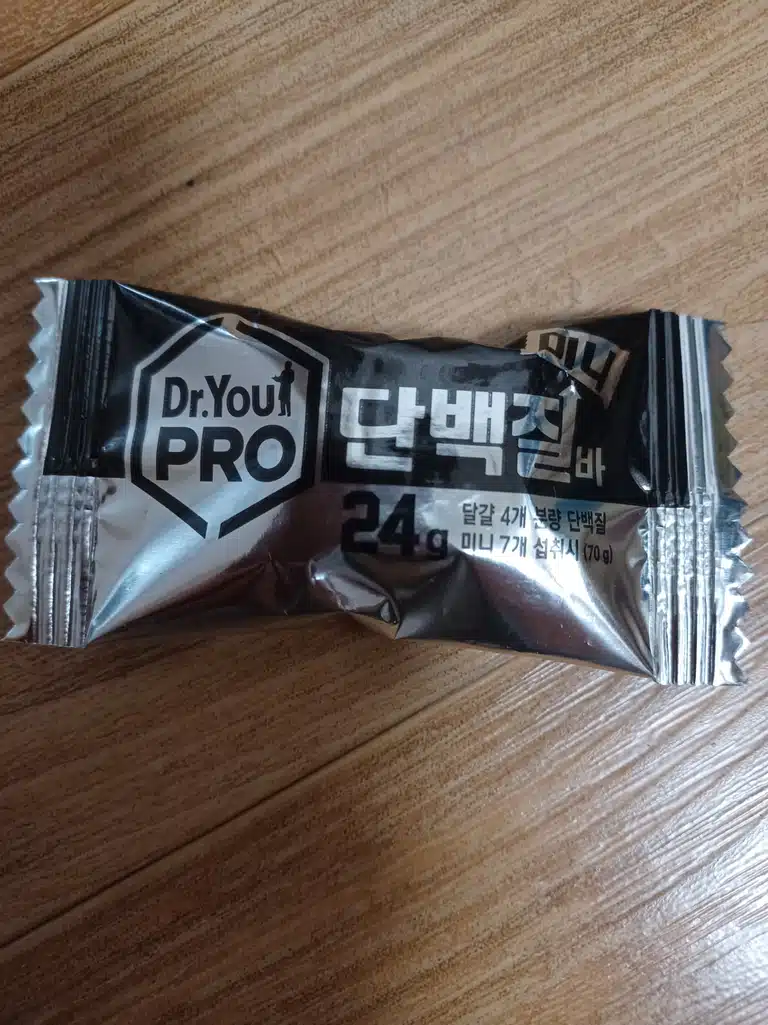 Dr.You
PRO
미니
단백질바
24g
달걀 4개 분량 단백질
미니 7개 섭취시 (70g)